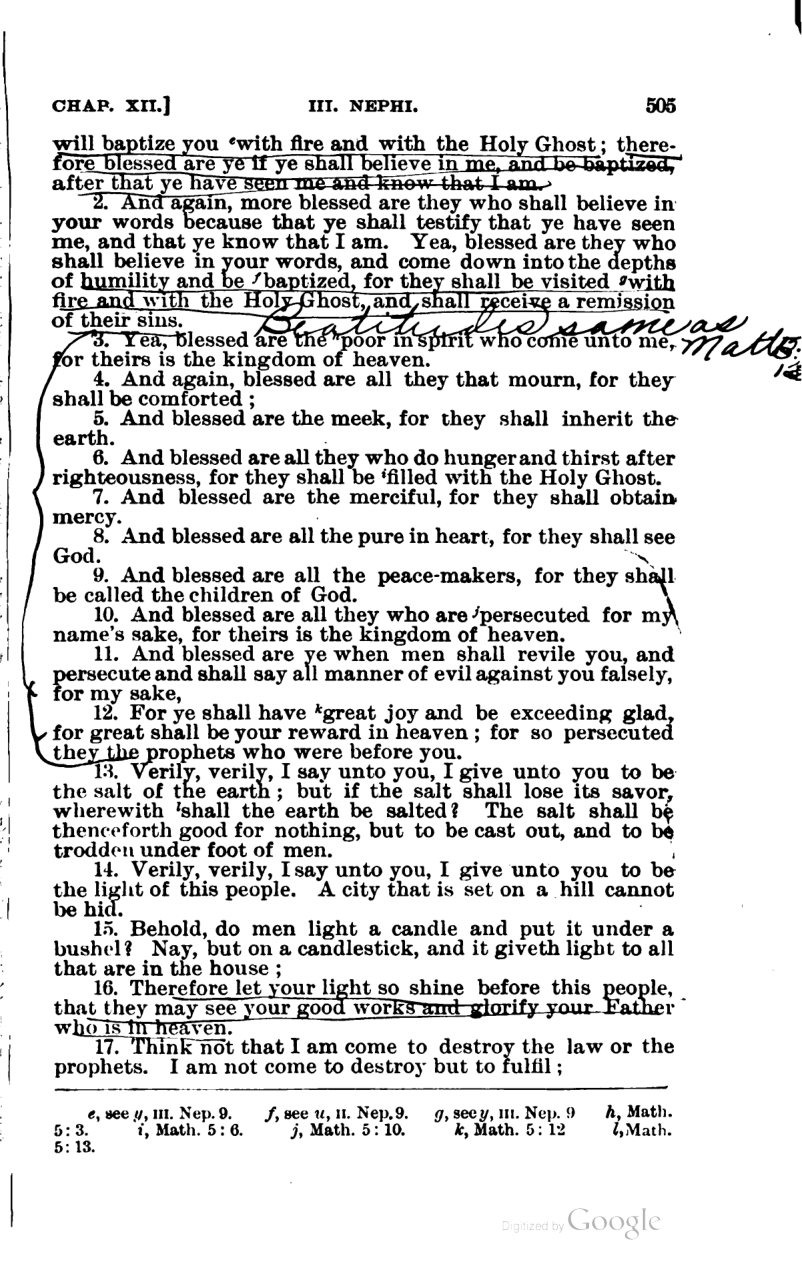 CHAP. XII.] III. NEPHI. 505
will baptize you ᵉwith fire and with the Holy Ghost; there-
fore blessed are ye if ye shall believe in me, and be baptized,
after that ye have seen me and know that I am.
2. And again, more blessed are they who shall believe in
your words because that ye shall testify that ye have seen
me, and that ye know that I am. Yea, blessed are they who
shall believe in your words, and come down into the depths
of humility and be ᶠbaptized, for they shall be visited ᵍwith
fire and with the Holy Ghost, and shall receive a remission
of their sins.
Beatitudes same as
Matt 5:
3. Yea, blessed are the ʰpoor in spirit who come unto me,
for theirs is the kingdom of heaven.
4. And again, blessed are all they that mourn, for they
shall be comforted;
5. And blessed are the meek, for they shall inherit the
earth.
6. And blessed are all they who do hunger and thirst after
righteousness, for they shall be ⁱfilled with the Holy Ghost.
7. And blessed are the merciful, for they shall obtain
mercy.
8. And blessed are all the pure in heart, for they shall see
God.
9. And blessed are all the peace-makers, for they shall
be called the children of God.
10. And blessed are all they who are ʲpersecuted for my
name's sake, for theirs is the kingdom of heaven.
11. And blessed are ye when men shall revile you, and
persecute and shall say all manner of evil against you falsely,
for my sake,
12. For ye shall have ᵏgreat joy and be exceeding glad,
for great shall be your reward in heaven; for so persecuted
they the prophets who were before you.
13. Verily, verily, I say unto you, I give unto you to be
the salt of the earth; but if the salt shall lose its savor,
wherewith ˡshall the earth be salted? The salt shall be
thenceforth good for nothing, but to be cast out, and to be
trodden under foot of men.
14. Verily, verily, I say unto you, I give unto you to be
the light of this people. A city that is set on a hill cannot
be hid.
15. Behold, do men light a candle and put it under a
bushel? Nay, but on a candlestick, and it giveth light to all
that are in the house;
16. Therefore let your light so shine before this people,
that they may see your good works and glorify your Father
who is in heaven.
17. Think not that I am come to destroy the law or the
prophets. I am not come to destroy but to fulfil;
e, see y, III. Nep. 9. f, see u, II. Nep. 9. g, see y, III. Nep. 9 h, Math.
5: 3. i, Math. 5: 6. j, Math. 5: 10. k, Math. 5: 12 l, Math.
5: 13.
Digitized by Google